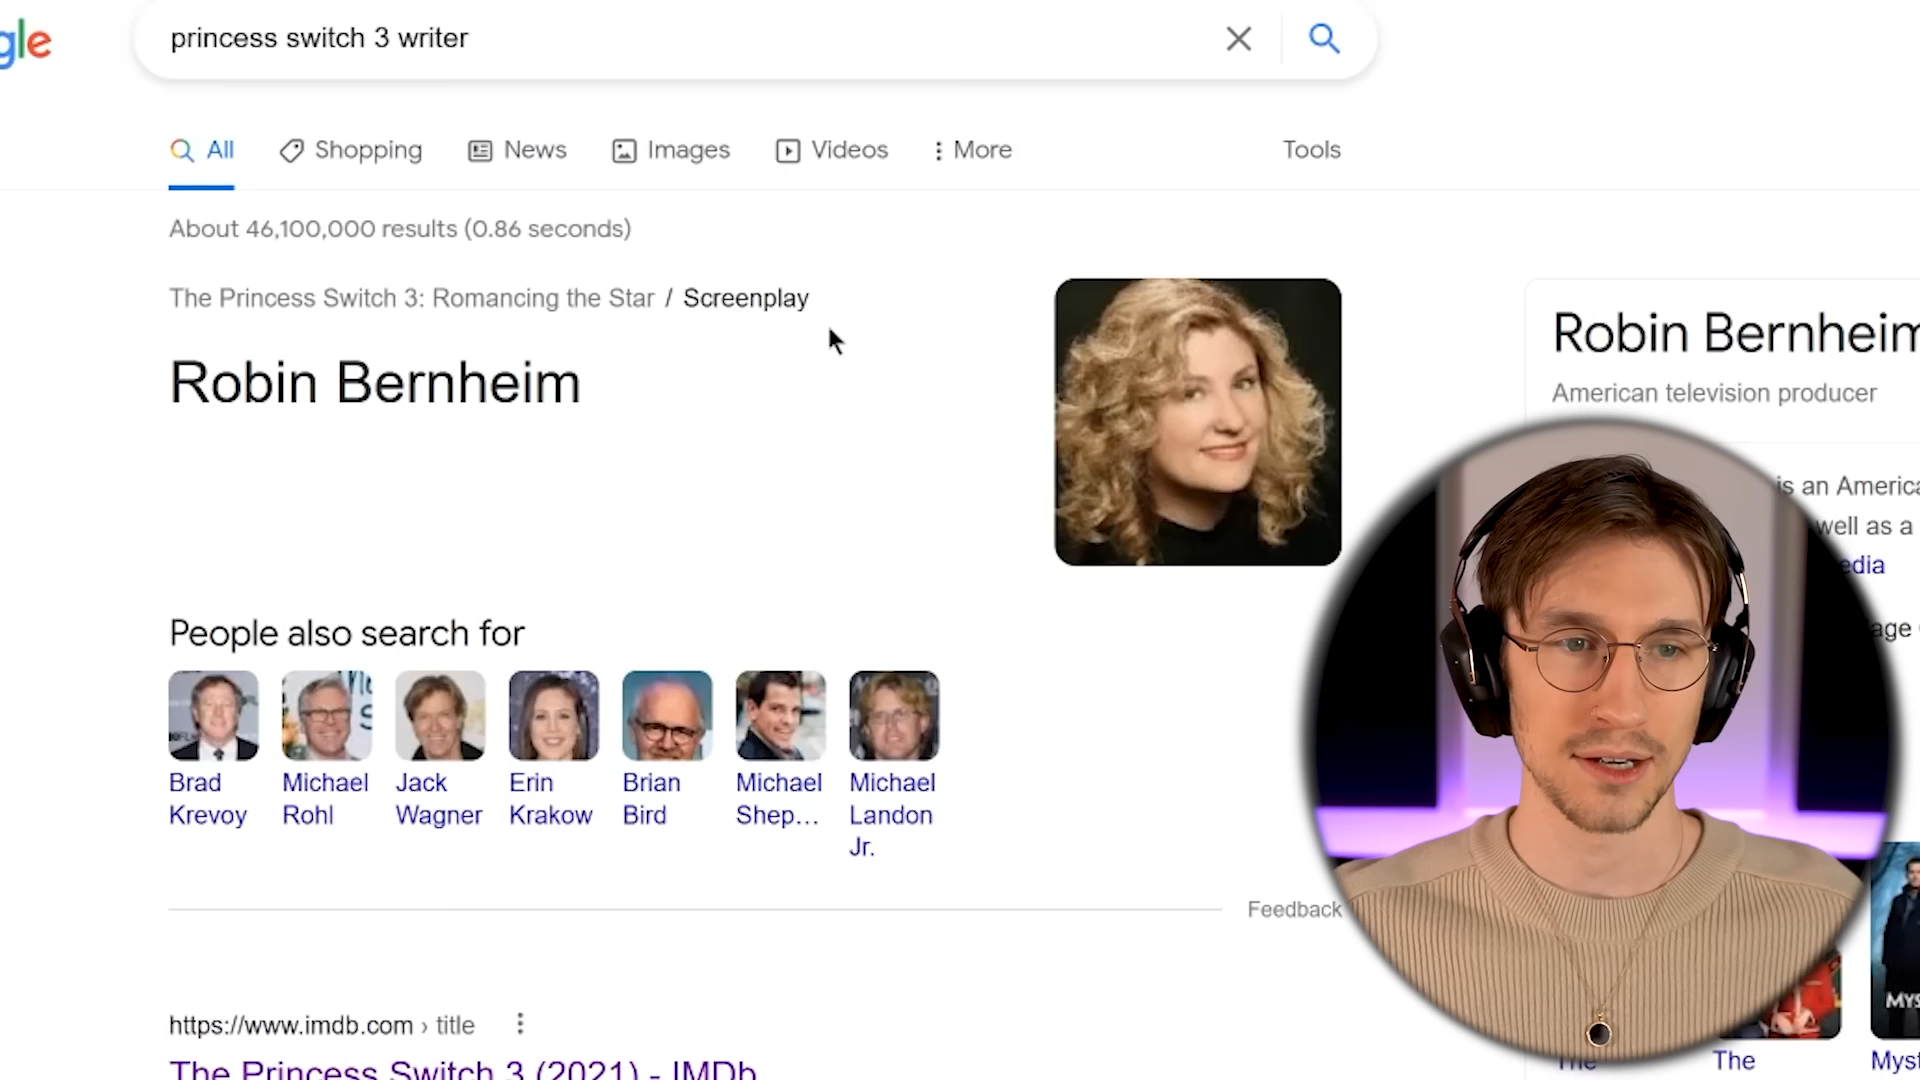 gle
princess switch 3 writer
All Shopping News Images Videos More Tools
About 46,100,000 results (0.86 seconds)
The Princess Switch 3: Romancing the Star / Screenplay
Robin Bernheim
People also search for
Brad Krevoy
Michael Rohl
Jack Wagner
Erin Krakow
Brian Bird
Michael Shep...
Michael Landon Jr.
Feedback
https://www.imdb.com › title
The Princess Switch 3 (2021) - IMDb
Robin Bernheim
American television producer
is an America
well as a
edia
age
MYS
The
The
Myst